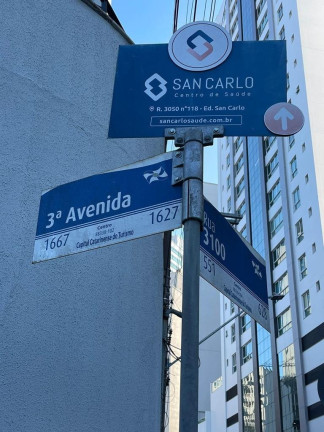 SAN CARLO
Centro de Saúde
R. 3050 nº118 - Ed. San Carlo
sancarlosaude.com.br
3ª Avenida
Centro
1667
Capital Catarinense do Turismo
1627
Rua
3100
551